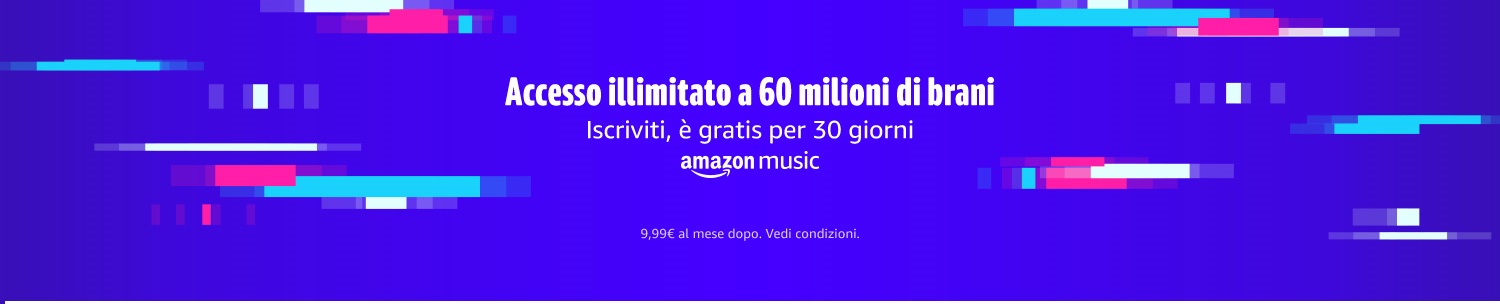 Accesso illimitato a 60 milioni di brani
Iscriviti, è gratis per 30 giorni
amazon music
9,99€ al mese dopo. Vedi condizioni.